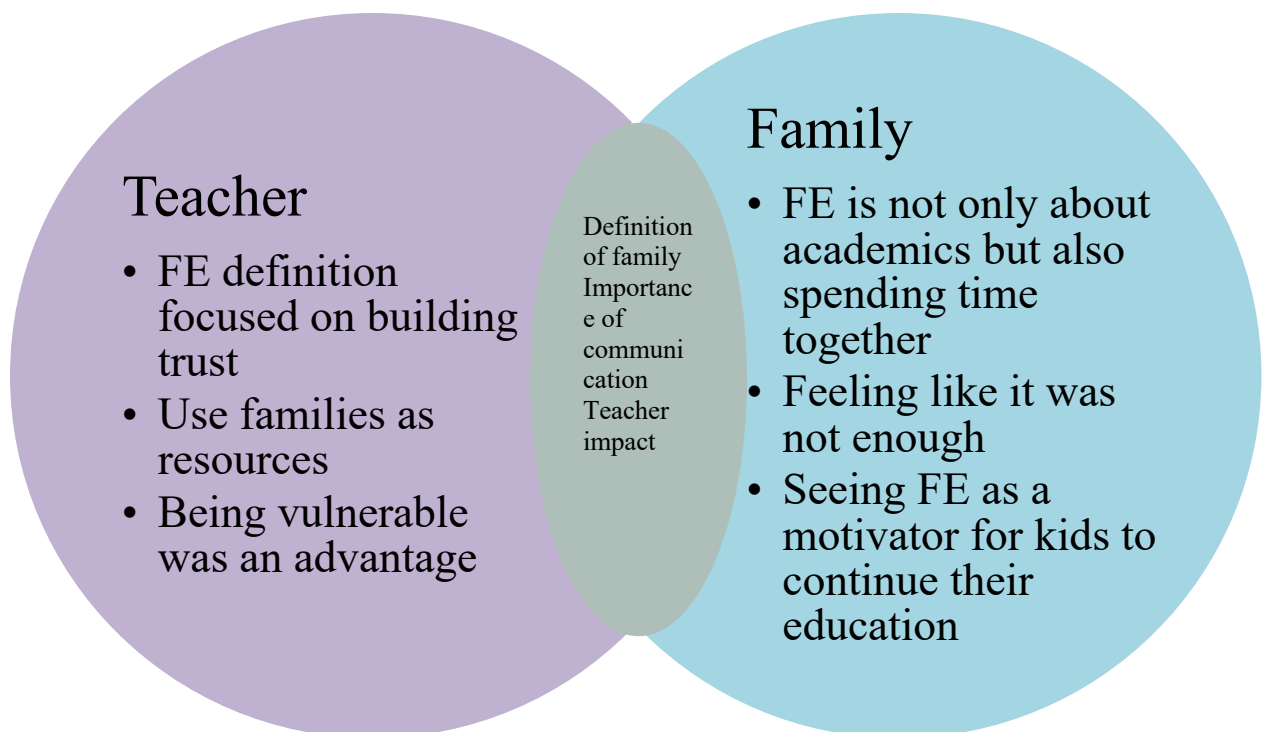 Teacher
• FE definition
focused on building
trust
• Use families as
resources
• Being vulnerable
was an advantage
Definition
of family
Importanc
e of
communi
cation
Teacher
impact
Family
• FE is not only about
academics but also
spending time
together
• Feeling like it was
not enough
• Seeing FE as a
motivator for kids to
continue their
education